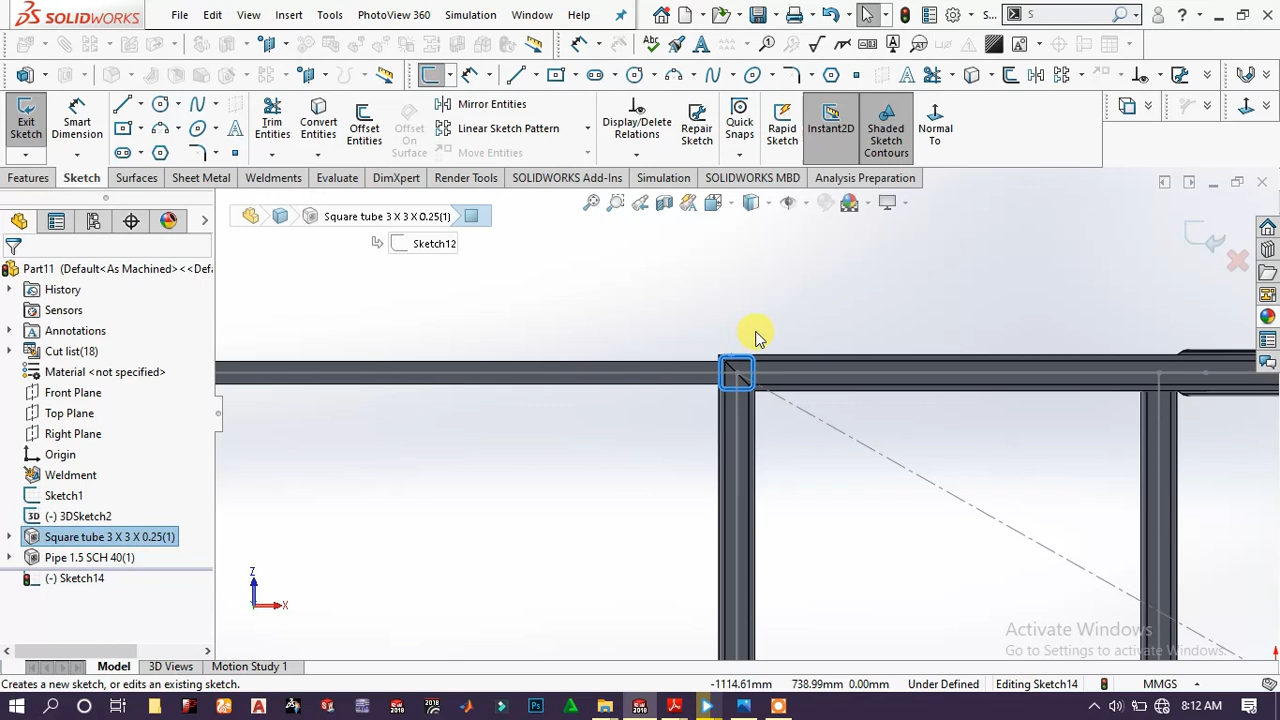 SOLIDWORKS File Edit View Insert Tools PhotoView 360 Simulation Window Help S... S
Exit Sketch Smart Dimension Trim Entities Convert Entities Offset Entities Offset On Surface Mirror Entities Linear Sketch Pattern Move Entities Display/Delete Relations Repair Sketch Quick Snaps Rapid Sketch Instant2D Shaded Sketch Contours Normal To
Features Sketch Surfaces Sheet Metal Weldments Evaluate DimXpert Render Tools SOLIDWORKS Add-Ins Simulation SOLIDWORKS MBD Analysis Preparation
Square tube 3 X 3 X 0.25(1)
Sketch12
Part11 (Default<As Machined><<Defa
History
Sensors
Annotations
Cut list(18)
Material <not specified>
Front Plane
Top Plane
Right Plane
Origin
Weldment
Sketch1
3D (-) 3DSketch2
Square tube 3 X 3 X 0.25(1)
Pipe 1.5 SCH 40(1)
(-) Sketch14
Z
X
Activate Windows
Go to Settings to activate Windows.
Model 3D Views Motion Study 1
Creates a new sketch, or edits an existing sketch. -1114.61mm 738.99mm 0.00mm Under Defined Editing Sketch14 MMGS
8:12 AM